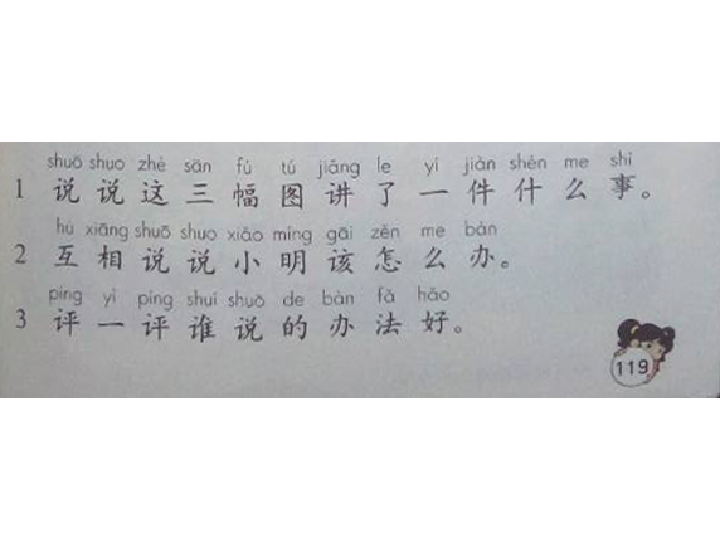 shuō shuo zhè sān fú tú jiǎng le yí jiàn shén me shì
1 说说这三幅图讲了一件什么事。
hù xiāng shuō shuo xiǎo míng gāi zěn me bàn
2 互相说说小明该怎么办。
píng yi píng shuí shuō de bàn fǎ hǎo
3 评一评谁说的办法好。
119